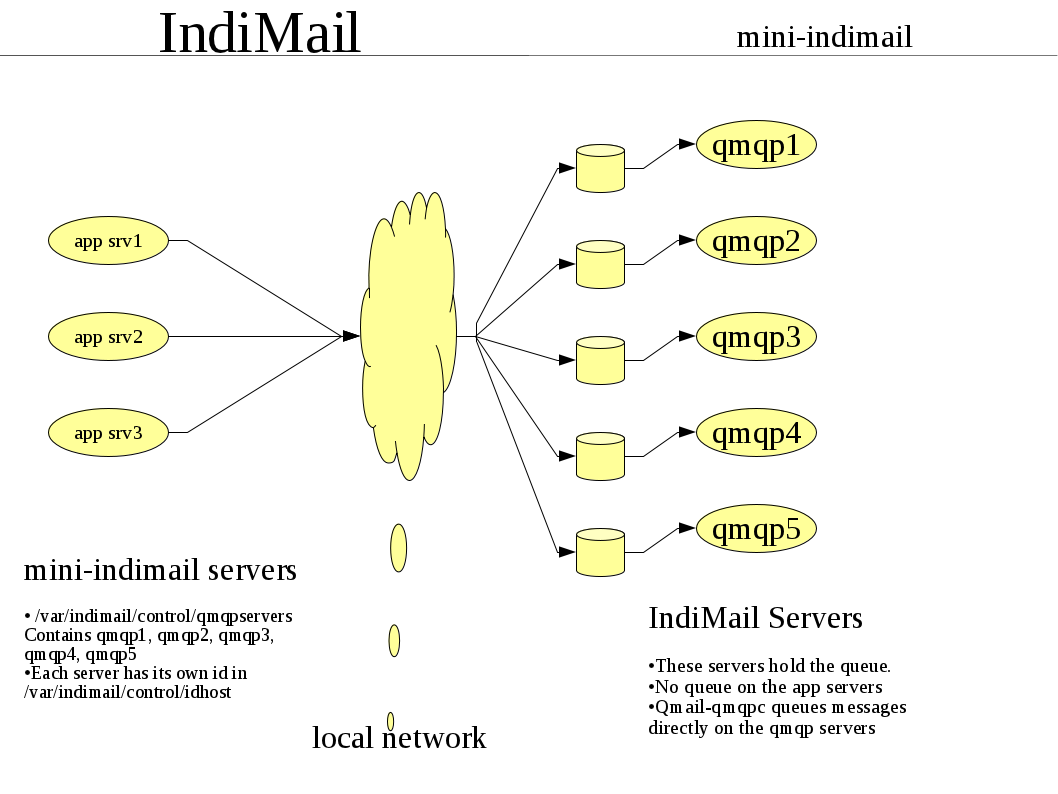 IndiMail
mini-indimail
qmqp1
app srv1
qmqp2
app srv2
qmqp3
app srv3
qmqp4
qmqp5
mini-indimail servers
• /var/indimail/control/qmqpservers
Contains qmqp1, qmqp2, qmqp3,
qmqp4, qmqp5
•Each server has its own id in
/var/indimail/control/idhost
local network
IndiMail Servers
•These servers hold the queue.
•No queue on the app servers
•Qmail-qmqpc queues messages
directly on the qmqp servers